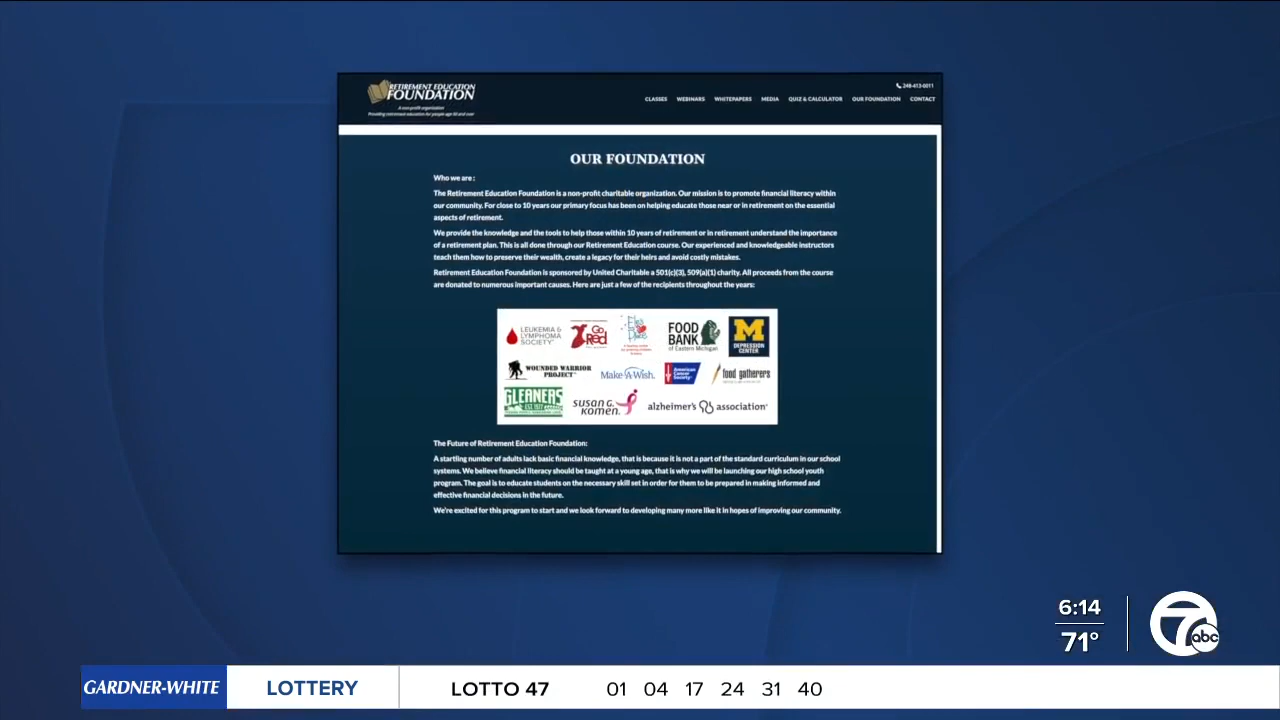 RETIREMENT EDUCATION
FOUNDATION
A non-profit organization
Providing retirement education for people age 50 and over
248-413-0011
CLASSES WEBINARS WHITEPAPERS MEDIA QUIZ & CALCULATOR OUR FOUNDATION CONTACT
OUR FOUNDATION
Who we are :
The Retirement Education Foundation is a non-profit charitable organization. Our mission is to promote financial literacy within
our community. For close to 10 years our primary focus has been on helping educate those near or in retirement on the essential
aspects of retirement.
We provide the knowledge and the tools to help those within 10 years of retirement or in retirement understand the importance
of a retirement plan. This is all done through our Retirement Education course. Our experienced and knowledgeable instructors
teach them how to preserve their wealth, create a legacy for their heirs and avoid costly mistakes.
Retirement Education Foundation is sponsored by United Charitable a 501(c)(3), 509(a)(1) charity. All proceeds from the course
are donated to numerous important causes. Here are just a few of the recipients throughout the years:
LEUKEMIA &
LYMPHOMA
SOCIETY
Go
Red
FOOD
BANK
of Eastern Michigan
M
DEPRESSION
CENTER
WOUNDED WARRIOR
PROJECT
Make-A-Wish.
American
Cancer
Society
food gatherers
GLEANERS
susan g.
komen.
alzheimer's association
The Future of Retirement Education Foundation:
A startling number of adults lack basic financial knowledge, that is because it is not a part of the standard curriculum in our school
systems. We believe financial literacy should be taught at a young age, that is why we will be launching our high school youth
program. The goal is to educate students on the necessary skill set in order for them to be prepared in making informed and
effective financial decisions in the future.
We're excited for this program to start and we look forward to developing many more like it in hopes of improving our community.
6:14
71°
7 abc
GARDNER-WHITE LOTTERY LOTTO 47 01 04 17 24 31 40